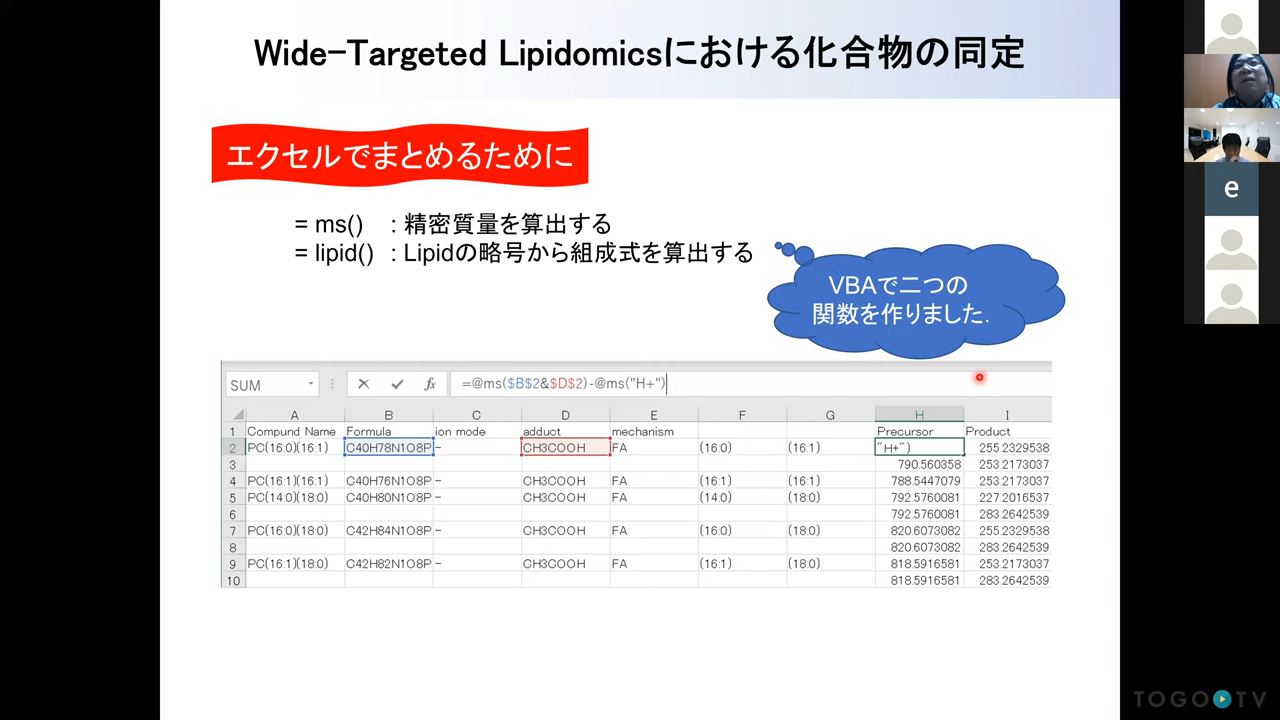 Wide-Targeted Lipidomicsにおける化合物の同定
エクセルでまとめるために
= ms() : 精密質量を算出する
= lipid() : Lipidの略号から組成式を算出する
VBAで二つの
関数を作りました.
e
SUM fx =@ms($B$2&$D$2)-@ms("H+")
A B C D E F G H I
1 Compund Name Formula ion mode adduct mechanism Precursor Product
2 PC(16:0)(16:1) C40H78N1O8P - CH3COOH FA (16:0) (16:1) "H+") 255.2329538
3 790.560358 253.2173037
4 PC(16:1)(16:1) C40H76N1O8P - CH3COOH FA (16:1) (16:1) 788.5447079 253.2173037
5 PC(14:0)(18:0) C40H80N1O8P - CH3COOH FA (14:0) (18:0) 792.5760081 227.2016537
6 792.5760081 283.2642539
7 PC(16:0)(18:0) C42H84N1O8P - CH3COOH FA (16:0) (18:0) 820.6073082 255.2329538
8 820.6073082 283.2642539
9 PC(16:1)(18:0) C42H82N1O8P - CH3COOH FA (16:1) (18:0) 818.5916581 253.2173037
10 818.5916581 283.2642539
TOGO TV